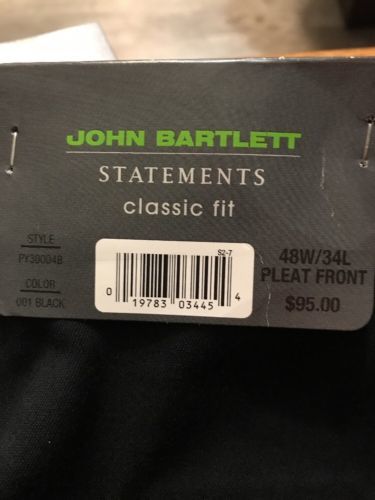 JOHN BARTLETT
STATEMENTS
classic fit
STYLE
PY30004B
COLOR
001 BLACK
S2-7
0 19783 03445 4
48W/34L
PLEAT FRONT
$95.00